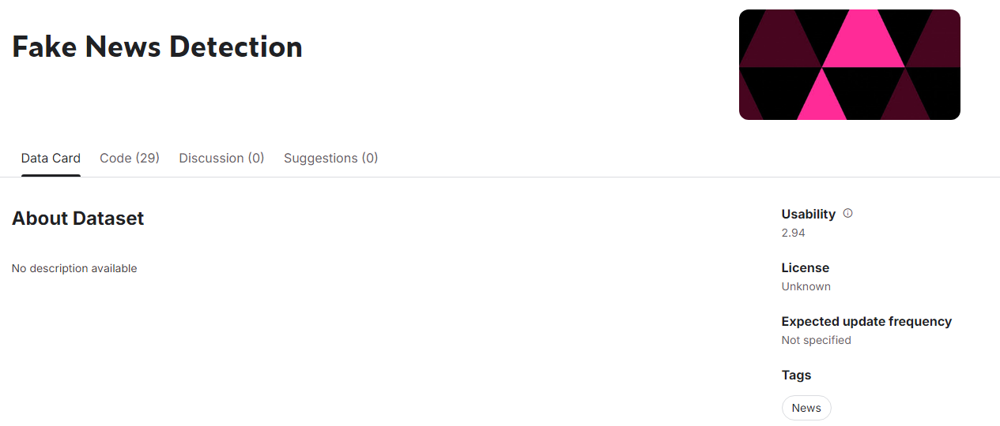 Fake News Detection
Data Card
Code (29)
Discussion (0)
Suggestions (0)
About Dataset
No description available
Usability
2.94
License
Unknown
Expected update frequency
Not specified
Tags
News